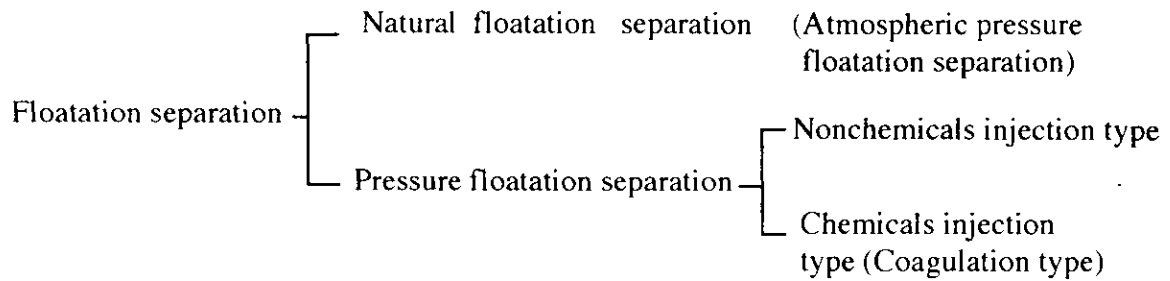 Natural floatation separation (Atmospheric pressure
floatation separation)
Floatation separation
Nonchemicals injection type
Pressure floatation separation
Chemicals injection
type (Coagulation type)